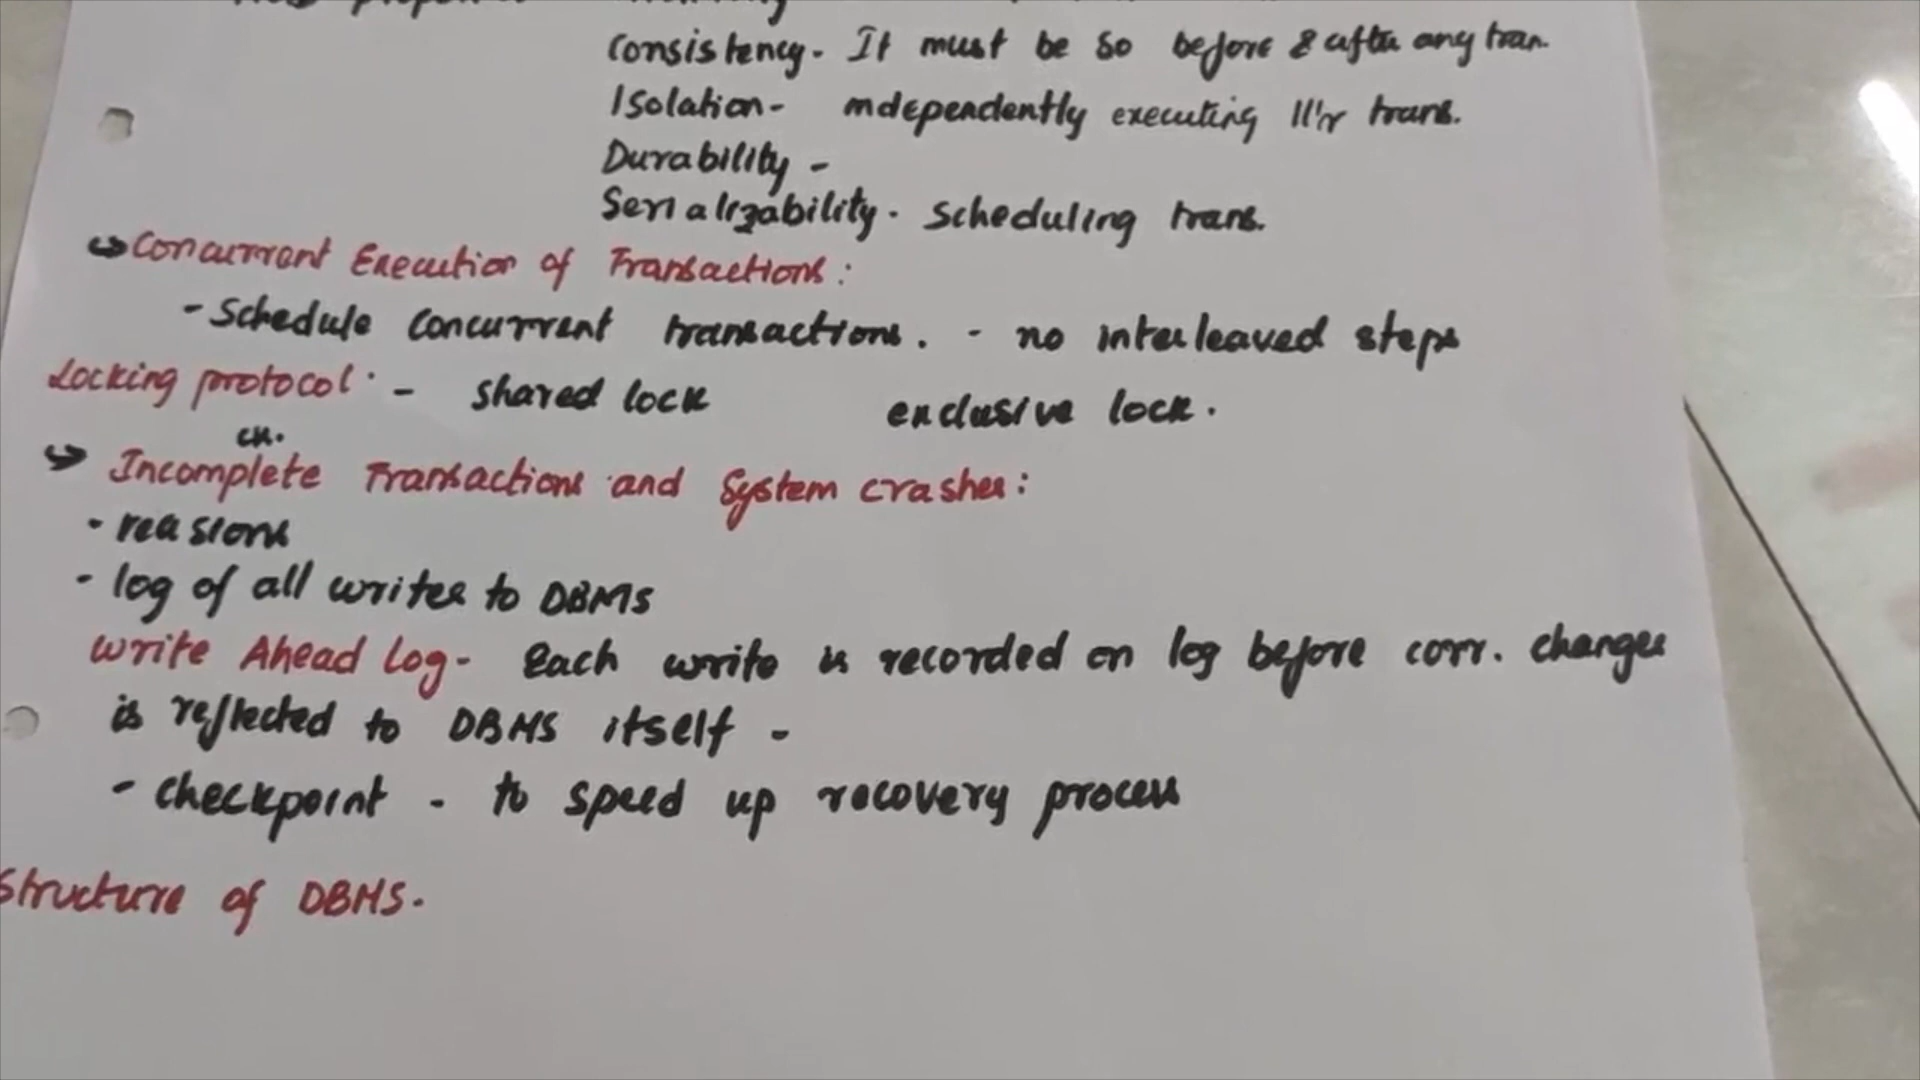 Consistency - It must be so before & after any tran.
Isolation - independently executing ll'r trans.
Durability -
Serializability - Scheduling trans.
↪ Concurrent Execution of Transactions:
- Schedule concurrent transactions. - no interleaved steps
Locking protocol - shared lock exclusive lock.
↪ Incomplete Transactions and System crashes:
- reasions
- log of all writes to DBMS
Write Ahead Log - Each write is recorded on log before corr. changes
is reflected to DBMS itself -
- checkpoint - to speed up recovery process
Structure of DBMS.